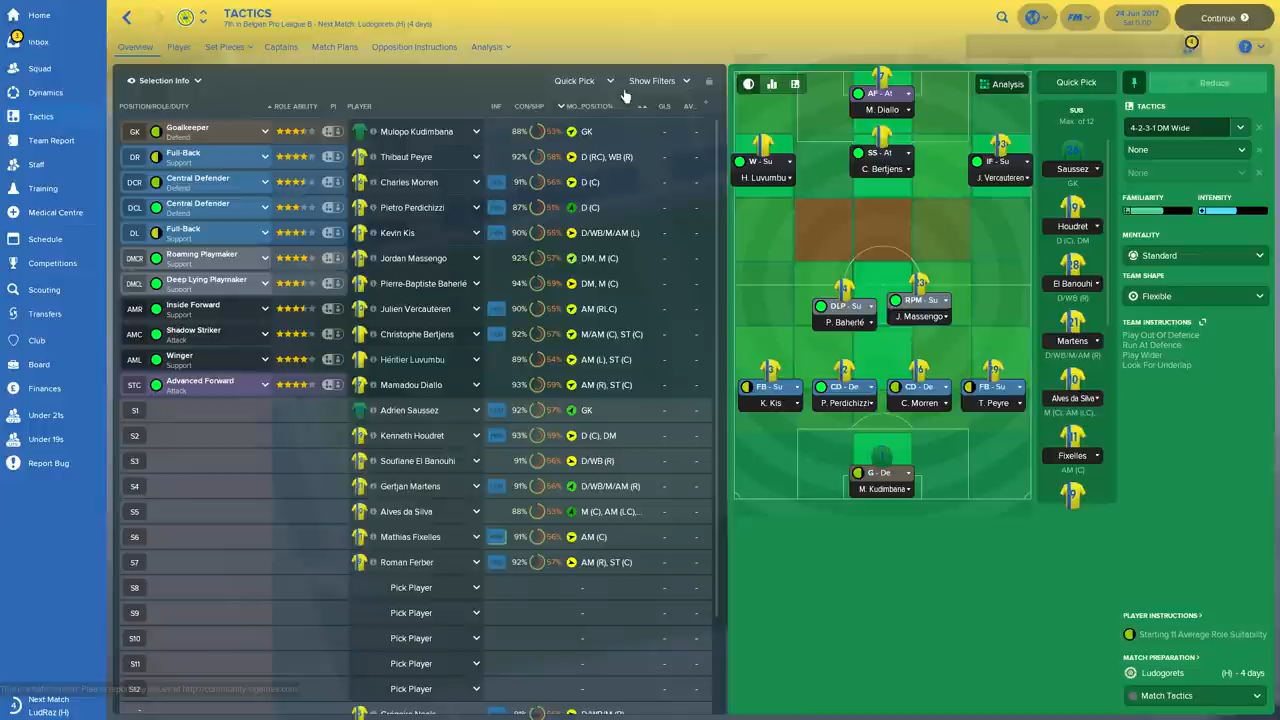 Home
3
Inbox
Squad
Dynamics
Tactics
Team Report
Staff
Training
Medical Centre
Schedule
Competitions
Scouting
Transfers
Club
Board
Finances
Under 21s
Under 19s
Report Bug
Next Match
LudRaz (H)
TACTICS
7th in Belgian Pro League B - Next Match: Ludogorets (H) (4 days)
FM
24 Jun 2017
Sat 0:00
Continue
Overview
Player
Set Pieces
Captains
Match Plans
Opposition Instructions
Analysis
?
Selection Info
Quick Pick
Show Filters
POSITION/ROLE/DUTY ROLE ABILITY PI PLAYER INF CON/SHP MO... POSITION GLS AV...
GK Goalkeeper Defend Mulopo Kudimbana 88% 53% GK
DR Full-Back Support Thibaut Peyre 92% 58% D (RC), WB (R)
DCR Central Defender Defend Charles Morren 91% 56% D (C)
DCL Central Defender Defend Pietro Perdichizzi 87% 51% D (C)
DL Full-Back Support Kevin Kis 90% 55% D/WB/M/AM (L)
DMCR Roaming Playmaker Support Jordan Massengo 92% 57% DM, M (C)
DMCL Deep Lying Playmaker Support Pierre-Baptiste Baherlé 94% 59% DM, M (C)
AMR Inside Forward Support Julien Vercauteren 90% 55% AM (RLC)
AMC Shadow Striker Attack Christophe Bertjens 92% 57% M/AM (C), ST (C)
AML Winger Support Héritier Luvumbu 89% 54% AM (L), ST (C)
STC Advanced Forward Attack Mamadou Diallo 93% 59% AM (R), ST (C)
S1 Adrien Saussez 92% 57% GK
S2 Kenneth Houdret 93% 59% D (C), DM
S3 Soufiane El Banouhi 91% 56% D/WB (R)
S4 Gertjan Martens 91% 56% D/WB/M/AM (R)
S5 Alves da Silva 88% 53% M (C), AM (LC),...
S6 Mathias Fixelles 91% 56% AM (C)
S7 Roman Ferber 92% 57% AM (R), ST (C)
S8 Pick Player - - -
S9 Pick Player - - -
S10 Pick Player - - -
S11 Pick Player - - -
S12 Pick Player - - -
Analysis
AF - At
M. Diallo
W - Su
H. Luvumbu
SS - At
C. Bertjens
IF - Su
J. Vercauteren
DLP - Su
P. Baherlé
RPM - Su
J. Massengo
FB - Su
K. Kis
CD - De
P. Perdichizzi
CD - De
C. Morren
FB - Su
T. Peyre
G - De
M. Kudimbana
Quick Pick
SUB
Max. of 12
Saussez
GK
Houdret
D (C), DM
El Banouhi
D/WB (R)
Martens
D/WB/M/AM (R)
Alves da Silva
M (C), AM (LC),...
Fixelles
AM (C)
Reduce
TACTICS
4-2-3-1 DM Wide
None
None
FAMILIARITY
INTENSITY
MENTALITY
Standard
TEAM SHAPE
Flexible
TEAM INSTRUCTIONS
Play Out Of Defence
Run At Defence
Play Wider
Look For Underlap
PLAYER INSTRUCTIONS >
Starting 11 Average Role Suitability
MATCH PREPARATION >
Ludogorets (H) - 4 days
Match Tactics